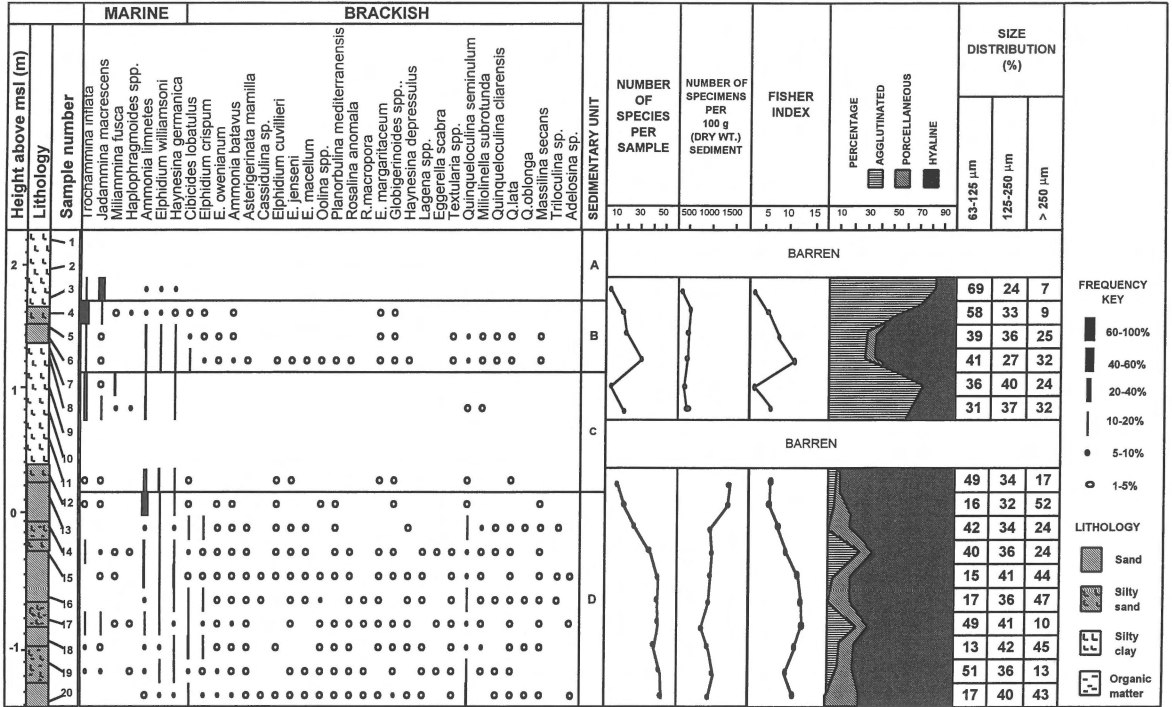 MARINE BRACKISH
Height above msl (m)
Lithology
Sample number
Trochammina inflata
Jadammina macrescens
Miliammina fusca
Haplophragmoides spp.
Ammonia limnetes
Elphidium williamsoni
Haynesina germanica
Cibicides lobatulus
Elphidium crispum
E. owenianum
Ammonia batavus
Asterigerinata mamilla
Cassidulina sp.
Elphidium cuvillieri
E. jenseni
E. macellum
Oolina spp.
Planorbulina mediterranensis
Rosalina anomala
R.macropora
E. margaritaceum
Globigerinoides spp..
Haynesina depressulus
Lagena spp.
Eggerella scabra
Textularia spp.
Quinqueloculina seminulum
Miliolinella subrotunda
Quinqueloculina cliarensis
Q.lata
Q.oblonga
Massilina secans
Triloculina sp.
Adelosina sp.
SEDIMENTARY UNIT
NUMBER
OF
SPECIES
PER
SAMPLE
10 30 50
NUMBER OF
SPECIMENS
PER
100 g
(DRY WT.)
SEDIMENT
500 1000 1500
FISHER
INDEX
5 10 15
PERCENTAGE
AGGLUTINATED
PORCELLANEOUS
HYALINE
10 30 50 70 90
SIZE
DISTRIBUTION
(%)
63-125 µm
125-250 µm
> 250 µm
2
1
0
-1
1
2
3
4
5
6
7
8
9
10
11
12
13
14
15
16
17
18
19
20
A
B
C
D
BARREN
69 24 7
58 33 9
39 36 25
41 27 32
36 40 24
31 37 32
BARREN
49 34 17
16 32 52
42 34 24
40 36 24
15 41 44
17 36 47
49 41 10
13 42 45
51 36 13
17 40 43
FREQUENCY
KEY
60-100%
40-60%
20-40%
10-20%
5-10%
1-5%
LITHOLOGY
Sand
Silty
sand
Silty
clay
Organic
matter